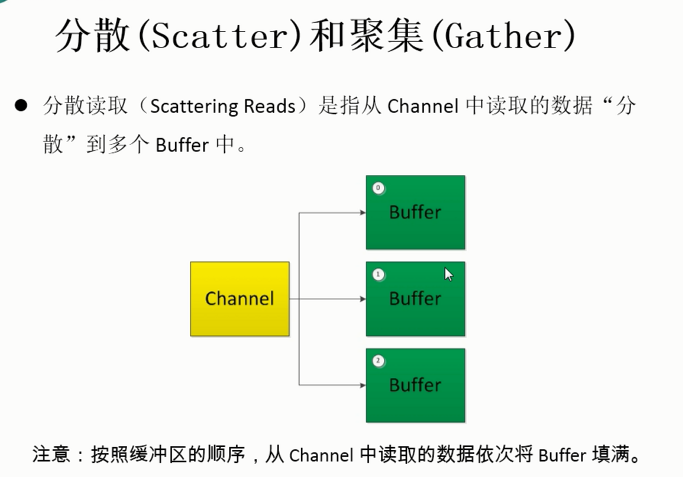 分散(Scatter)和聚集(Gather)
● 分散读取（Scattering Reads）是指从 Channel 中读取的数据“分
散”到多个 Buffer 中。
0
Buffer
Channel
1
Buffer
2
Buffer
注意：按照缓冲区的顺序，从 Channel 中读取的数据依次将 Buffer 填满。